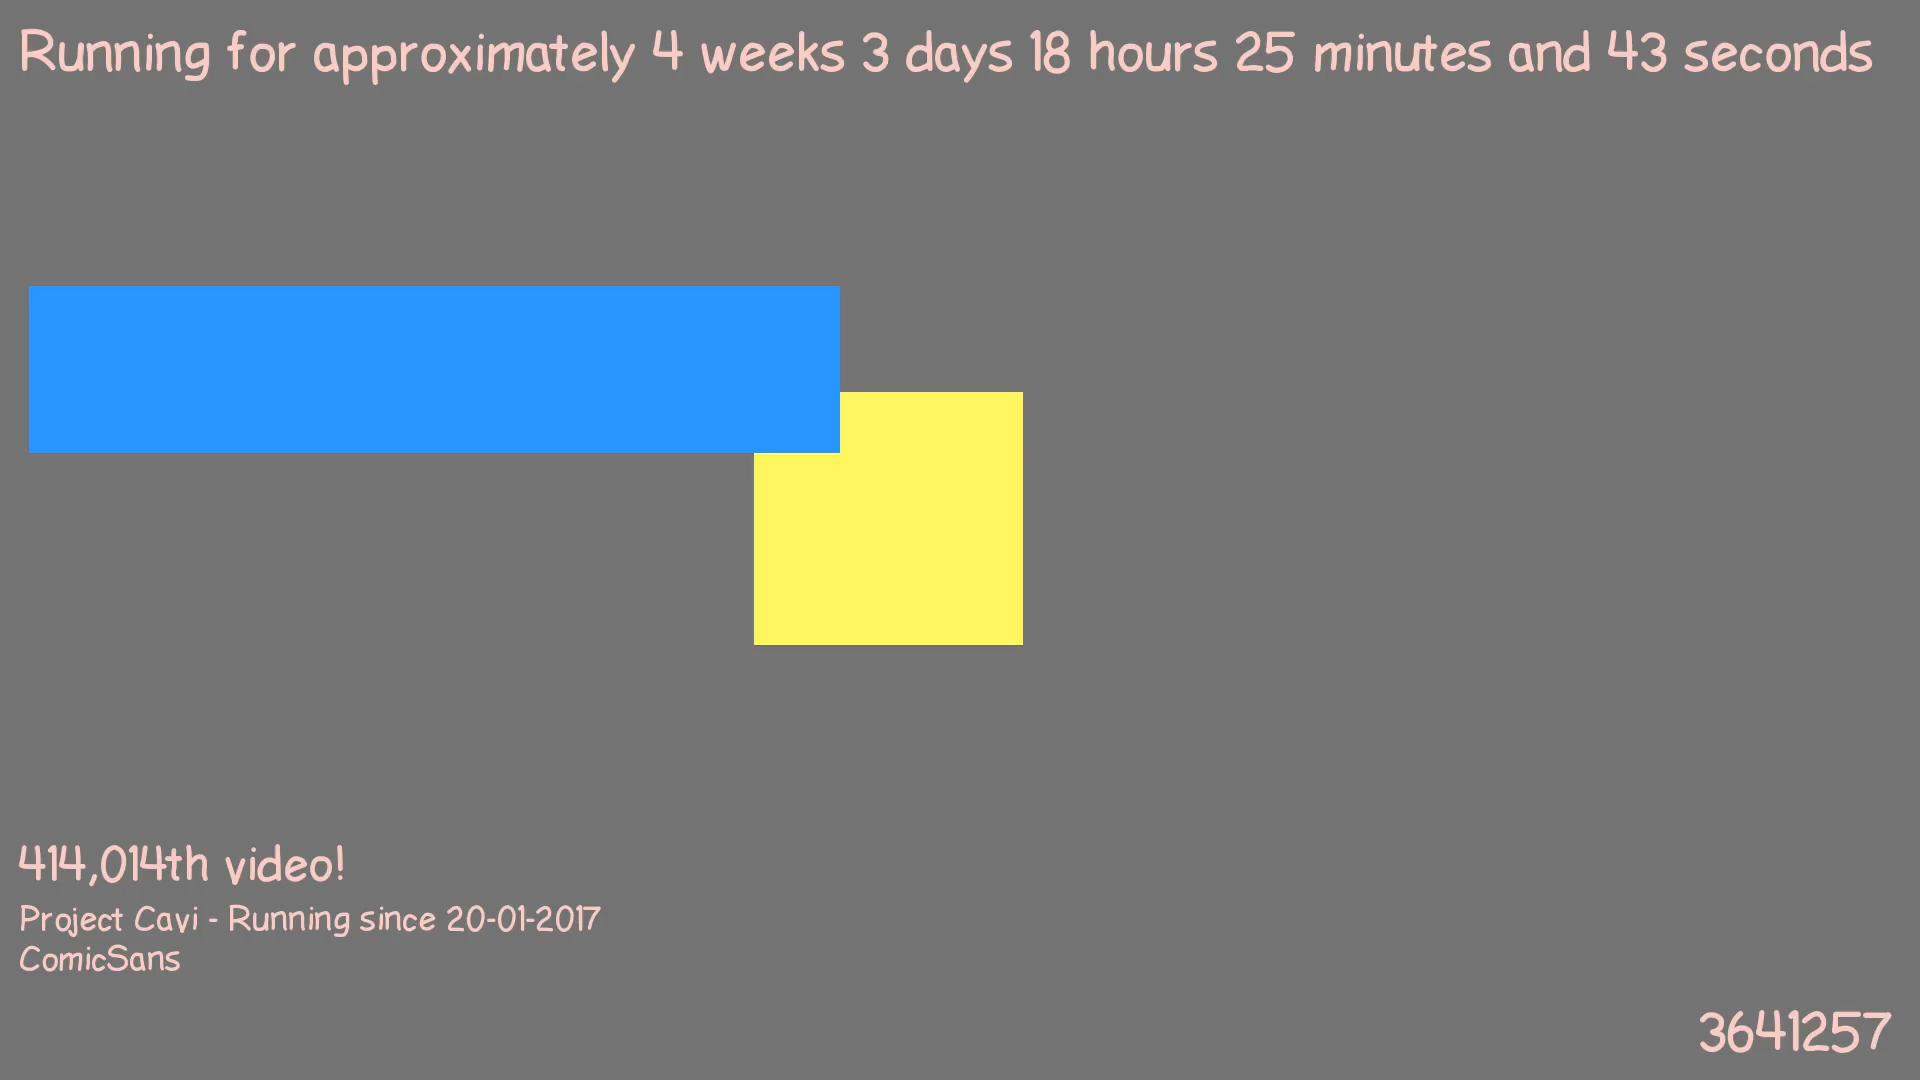 Running for approximately 4 weeks 3 days 18 hours 25 minutes and 43 seconds
414,014th video!
Project Cavi - Running since 20-01-2017
ComicSans
3641257